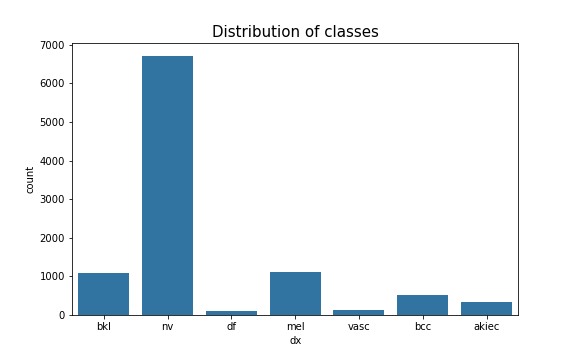 Distribution of classes
7000
6000
5000
4000
3000
2000
1000
0
count
bkl nv df mel vasc bcc akiec
dx